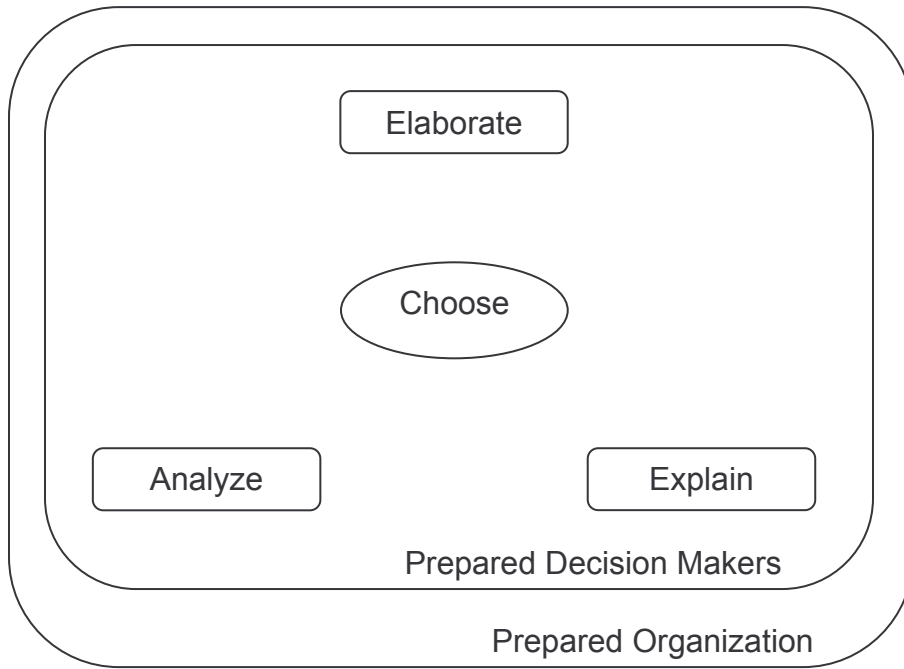 Elaborate
Choose
Analyze
Explain
Prepared Decision Makers
Prepared Organization